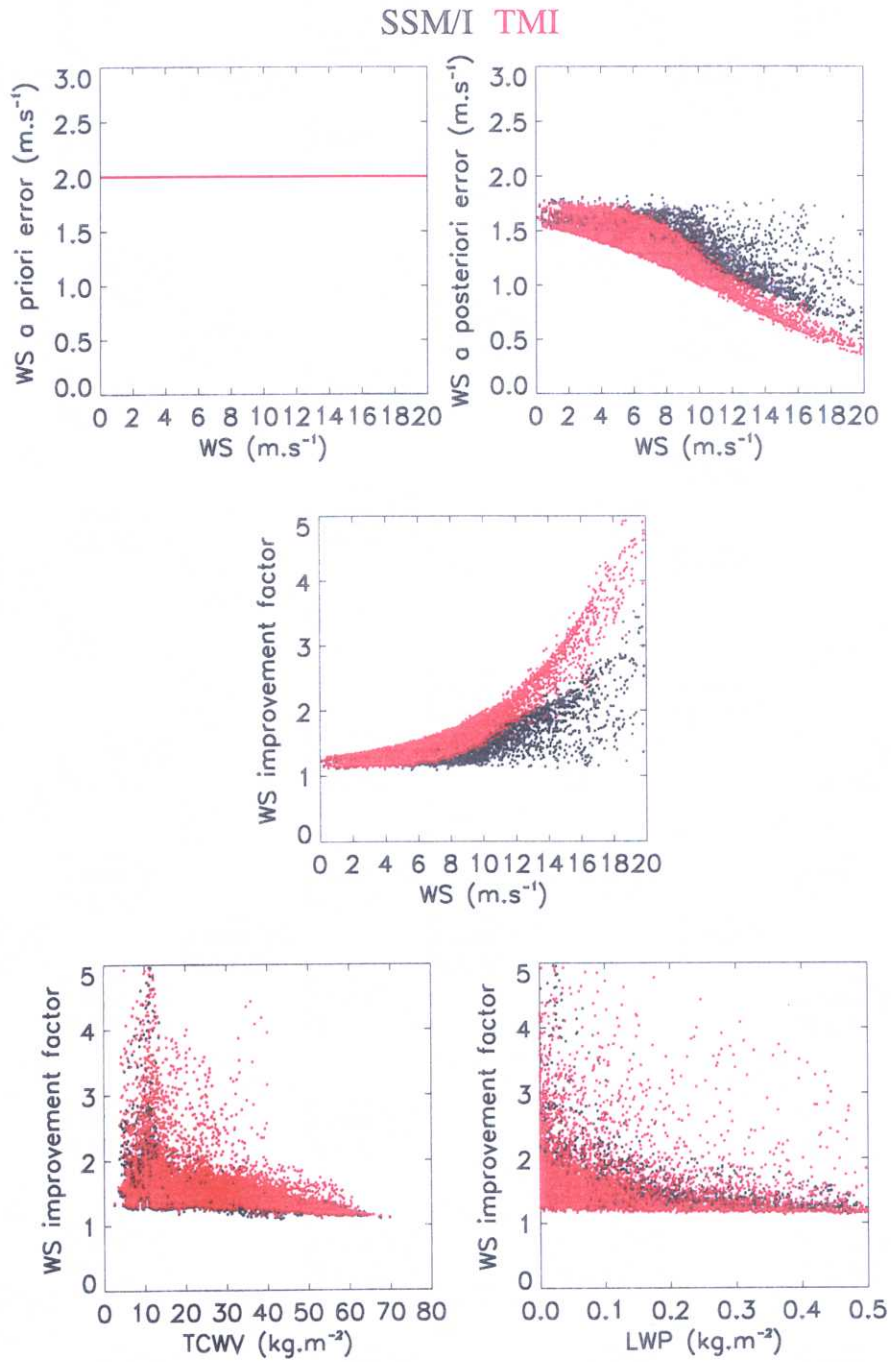 SSM/I TMI
WS a priori error (m.s⁻¹)
3.0
2.5
2.0
1.5
1.0
0.5
0.0
0 2 4 6 8 10 12 14 16 18 20
WS (m.s⁻¹)
WS a posteriori error (m.s⁻¹)
3.0
2.5
2.0
1.5
1.0
0.5
0.0
0 2 4 6 8 10 12 14 16 18 20
WS (m.s⁻¹)
WS improvement factor
5
4
3
2
1
0
0 2 4 6 8 10 12 14 16 18 20
WS (m.s⁻¹)
WS improvement factor
5
4
3
2
1
0
0 10 20 30 40 50 60 70 80
TCWV (kg.m⁻²)
WS improvement factor
5
4
3
2
1
0
0.0 0.1 0.2 0.3 0.4 0.5
LWP (kg.m⁻²)